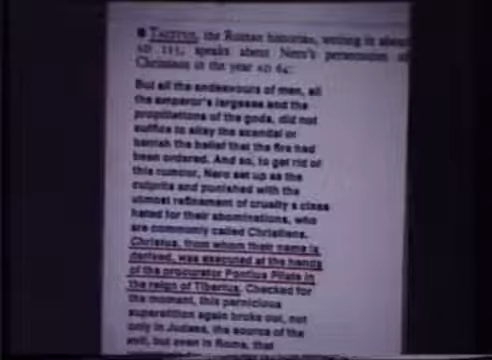 ■ TACITUS, the Roman historian, writing in about
AD 115, speaks about Nero's persecution of
Christians in the year AD 64:
But all the endeavours of men, all
the emperor's largesse and the
propitiations of the gods, did not
suffice to allay the scandal or
banish the belief that the fire had
been ordered. And so, to get rid of
this rumour, Nero set up as the
culprits and punished with the
utmost refinement of cruelty a class
hated for their abominations, who
are commonly called Christians.
Christus, from whom their name is
derived, was executed at the hands
of the procurator Pontius Pilate in
the reign of Tiberius. Checked for
the moment, this pernicious
superstition again broke out, not
only in Judaea, the source of the
evil, but even in Rome, that